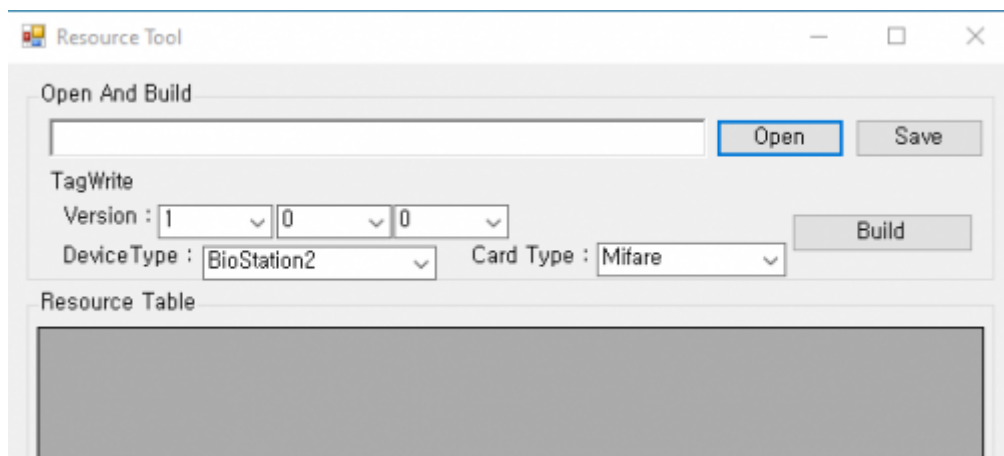 Resource Tool
Open And Build
Open Save
TagWrite
Version : 1 0 0
Build
DeviceType : BioStation2 Card Type : Mifare
Resource Table